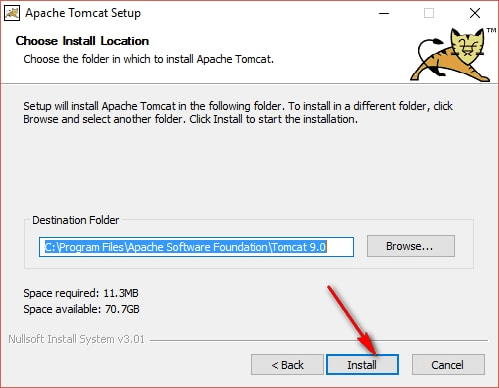 Apache Tomcat Setup
Choose Install Location
Choose the folder in which to install Apache Tomcat.
TM
Setup will install Apache Tomcat in the following folder. To install in a different folder, click
Browse and select another folder. Click Install to start the installation.
Destination Folder
C:\Program Files\Apache Software Foundation\Tomcat 9.0
Browse...
Space required: 11.3MB
Space available: 70.7GB
Nullsoft Install System v3.01
< Back
Install
Cancel